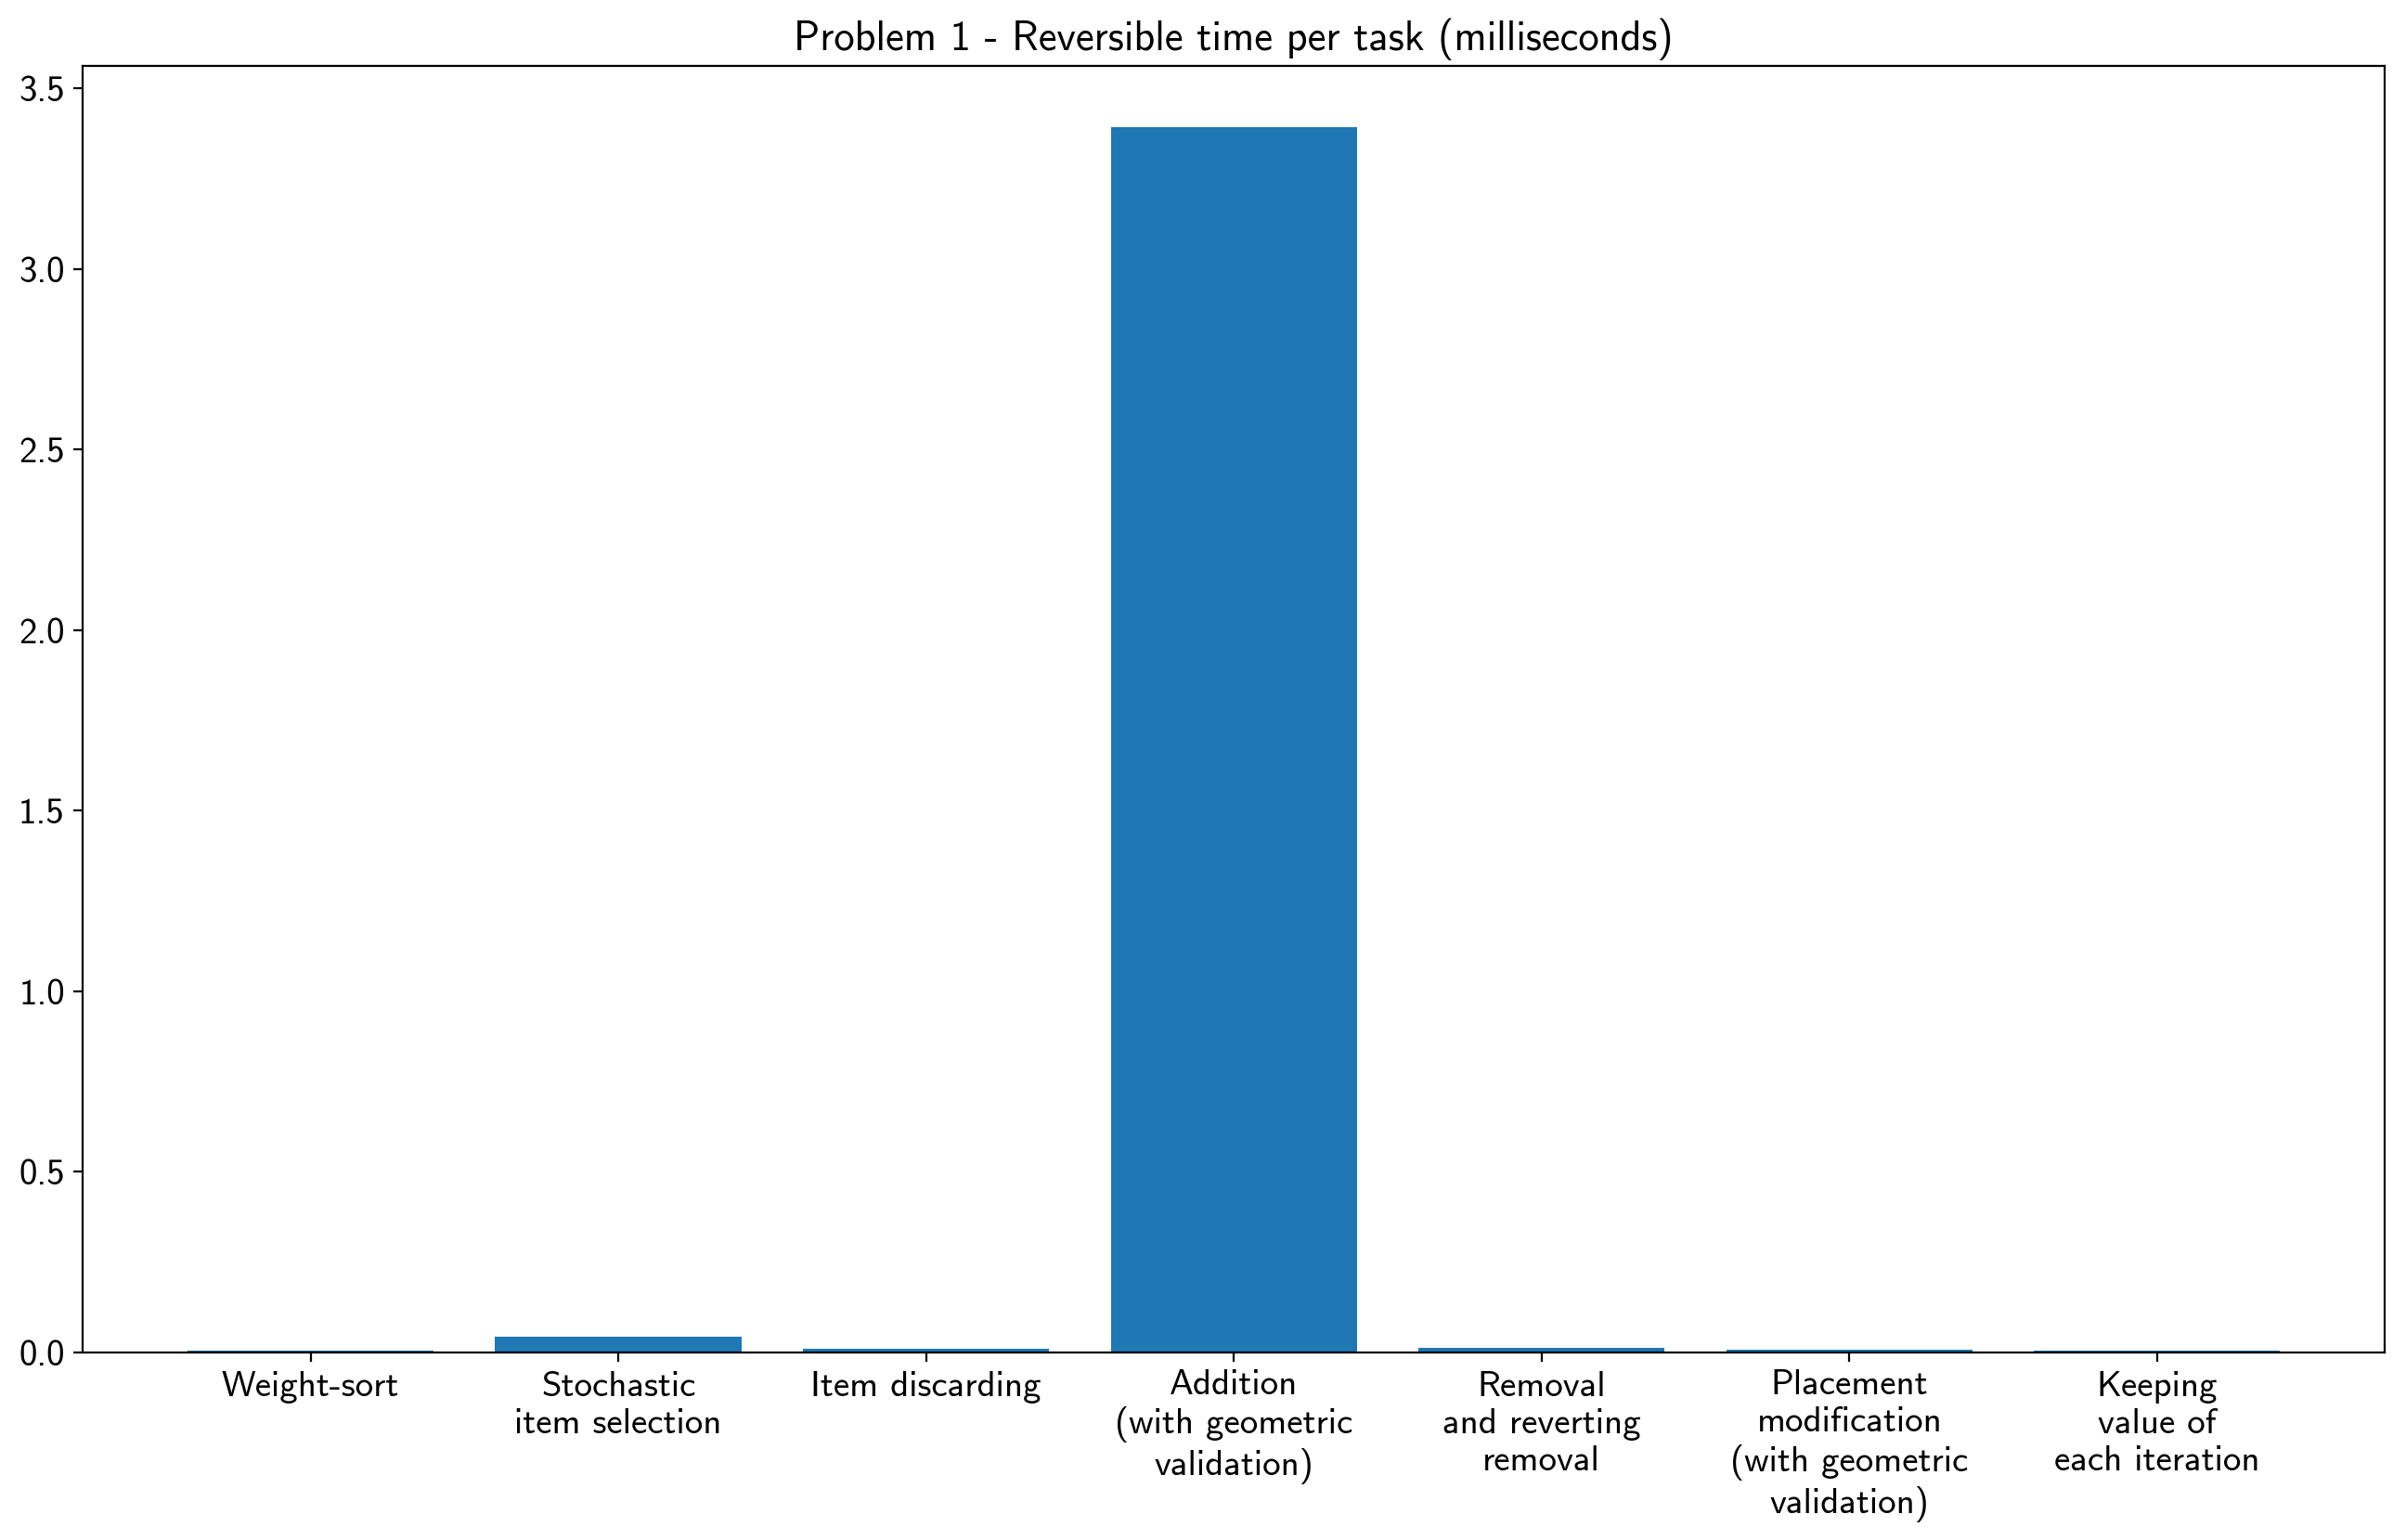 Problem 1 - Reversible time per task (milliseconds)
3.5
3.0
2.5
2.0
1.5
1.0
0.5
0.0
Weight-sort
Stochastic
item selection
Item discarding
Addition
(with geometric
validation)
Removal
and reverting
removal
Placement
modification
(with geometric
validation)
Keeping
value of
each iteration